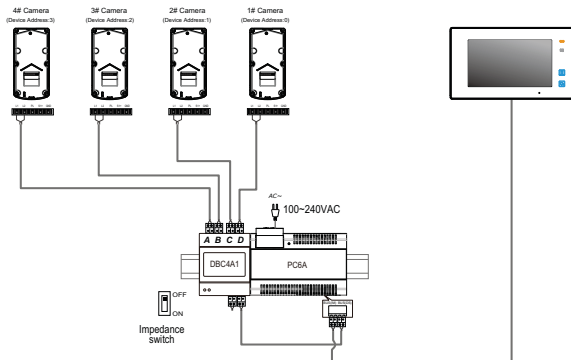 4# Camera
(Device Address:3)
3# Camera
(Device Address:2)
2# Camera
(Device Address:1)
1# Camera
(Device Address:0)
AC~
100~240VAC
A B C D
DBC4A1
PC6A
OFF
ON
Impedance
switch